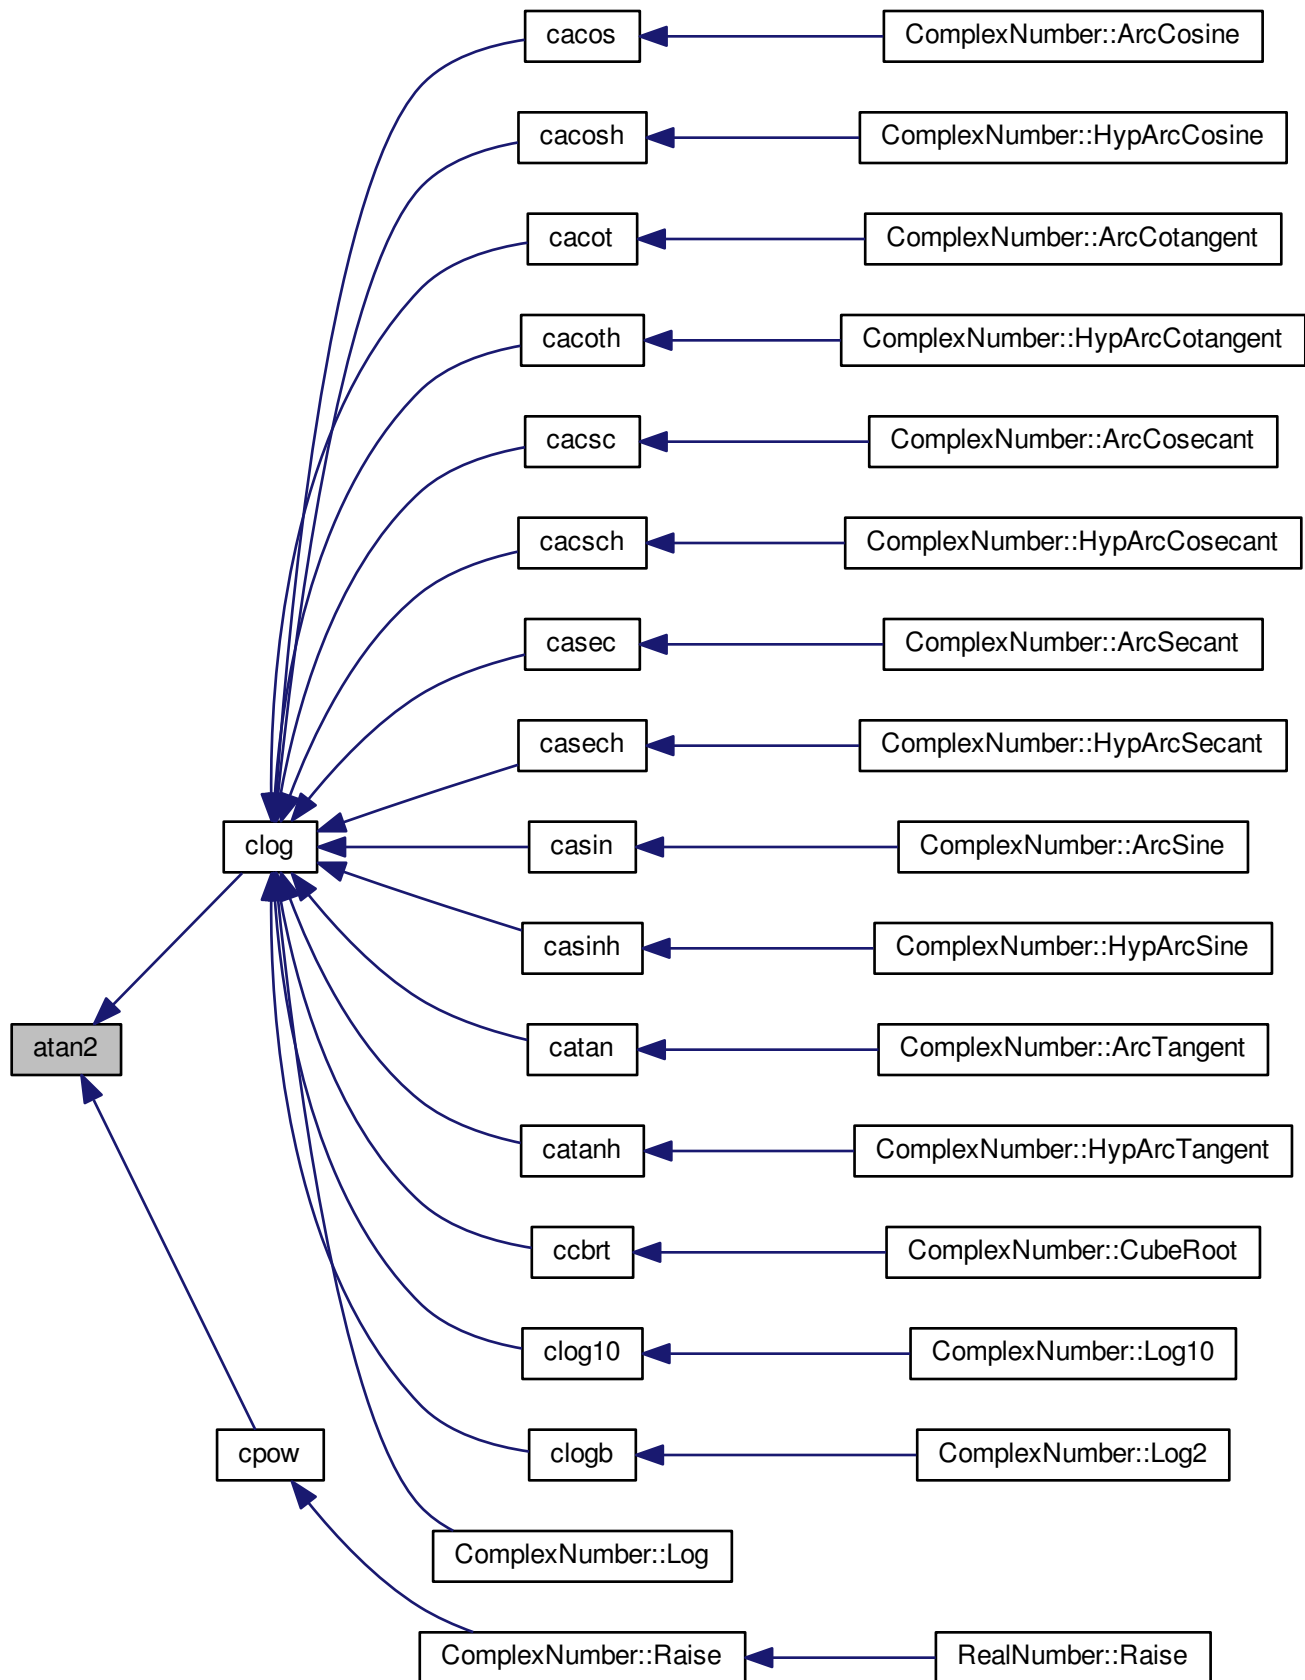 cacos
ComplexNumber::ArcCosine
cacosh
ComplexNumber::HypArcCosine
cacot
ComplexNumber::ArcCotangent
cacoth
ComplexNumber::HypArcCotangent
cacsc
ComplexNumber::ArcCosecant
cacsch
ComplexNumber::HypArcCosecant
casec
ComplexNumber::ArcSecant
casech
ComplexNumber::HypArcSecant
clog
casin
ComplexNumber::ArcSine
casinh
ComplexNumber::HypArcSine
atan2
catan
ComplexNumber::ArcTangent
catanh
ComplexNumber::HypArcTangent
ccbrt
ComplexNumber::CubeRoot
clog10
ComplexNumber::Log10
cpow
clogb
ComplexNumber::Log2
ComplexNumber::Log
ComplexNumber::Raise
RealNumber::Raise